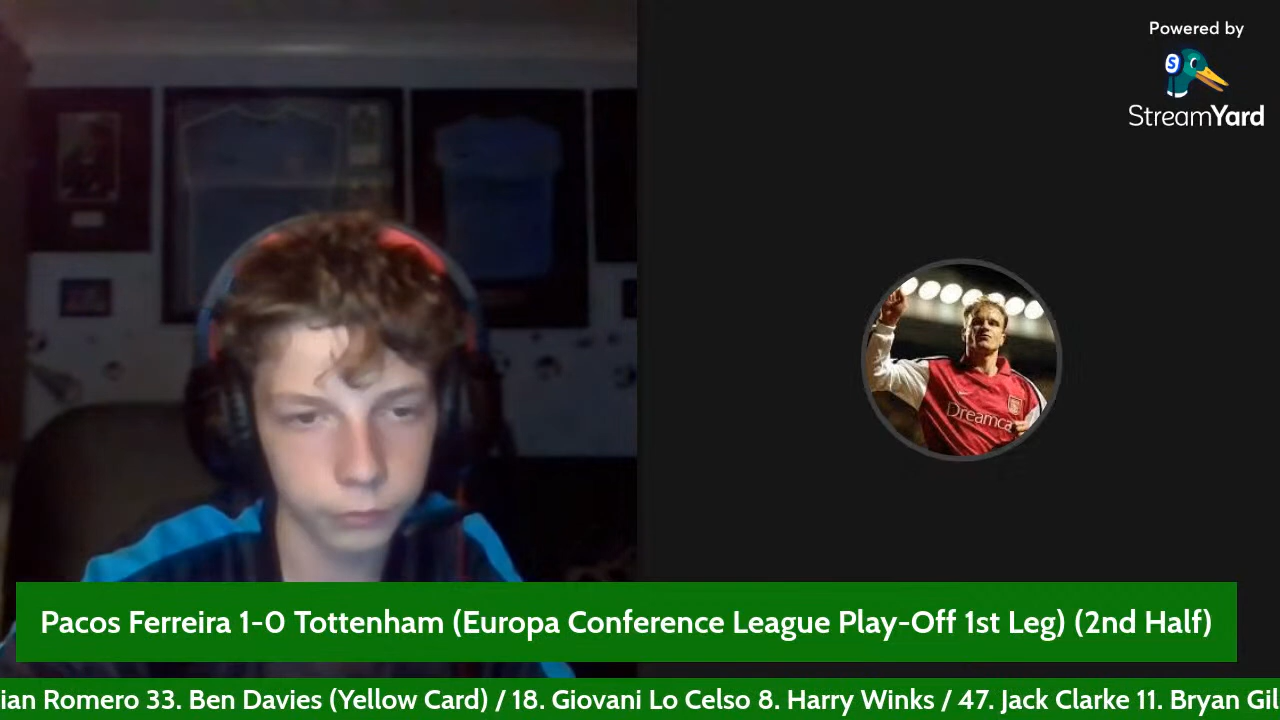 Powered by
S
StreamYard
Dreamca
Pacos Ferreira 1-0 Tottenham (Europa Conference League Play-Off 1st Leg) (2nd Half)
ian Romero 33. Ben Davies (Yellow Card) / 18. Giovani Lo Celso 8. Harry Winks / 47. Jack Clarke 11. Bryan Gil